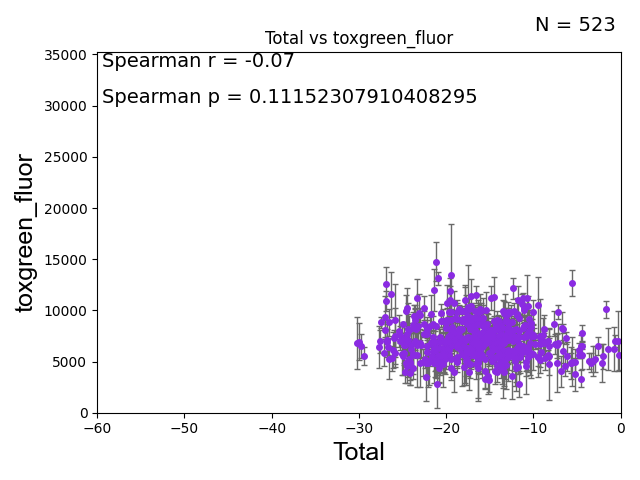 N = 523
Total vs toxgreen_fluor
Spearman r = -0.07
Spearman p = 0.11152307910408295
toxgreen_fluor
35000
30000
25000
20000
15000
10000
5000
0
−60
−50
−40
−30
−20
−10
0
Total